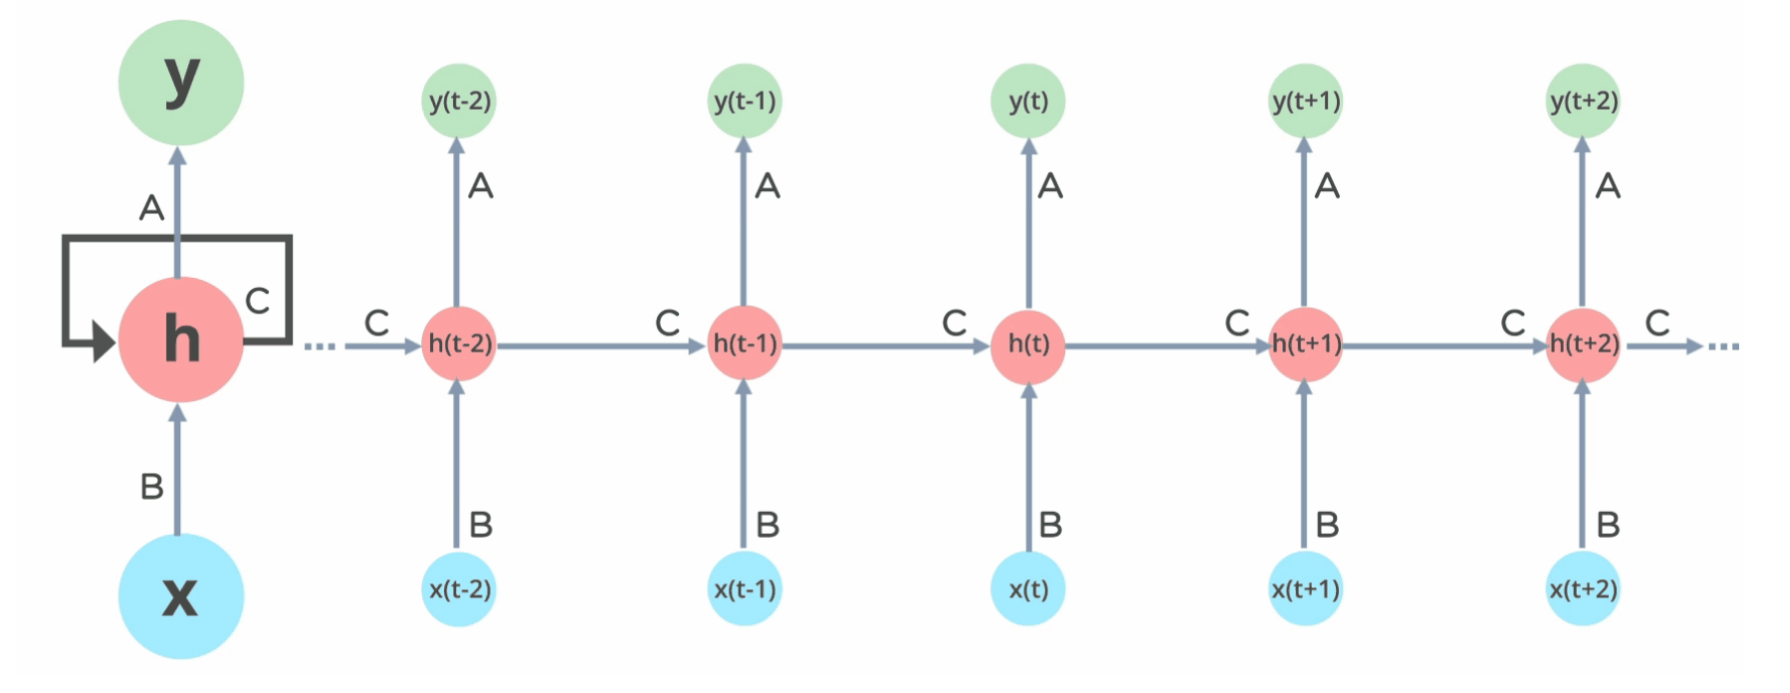 y
y(t-2) y(t-1) y(t) y(t+1) y(t+2)
A A A A A A
C C C C C C C
h h(t-2) h(t-1) h(t) h(t+1) h(t+2)
B B B B B B
x x(t-2) x(t-1) x(t) x(t+1) x(t+2)